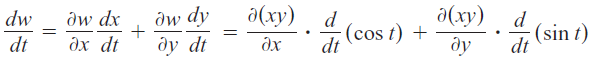 dw/dt = ∂w/∂x dx/dt + ∂w/∂y dy/dt = ∂(xy)/∂x · d/dt (cos t) + ∂(xy)/∂y · d/dt (sin t)